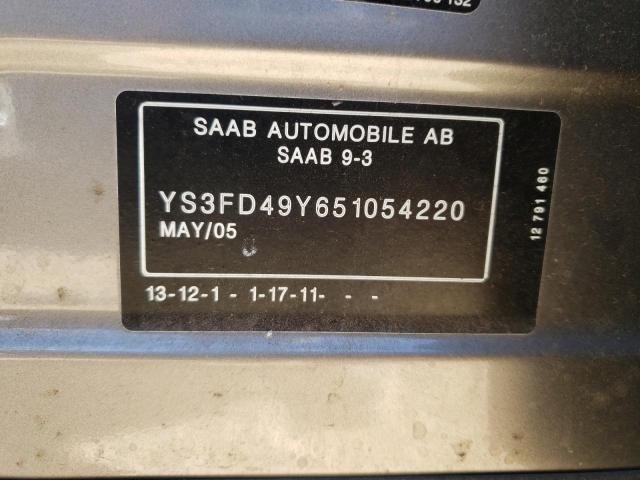 SAAB AUTOMOBILE AB
SAAB 9-3
YS3FD49Y651054220
MAY/05
13-12-1 - 1-17-11- - -
12 791 460